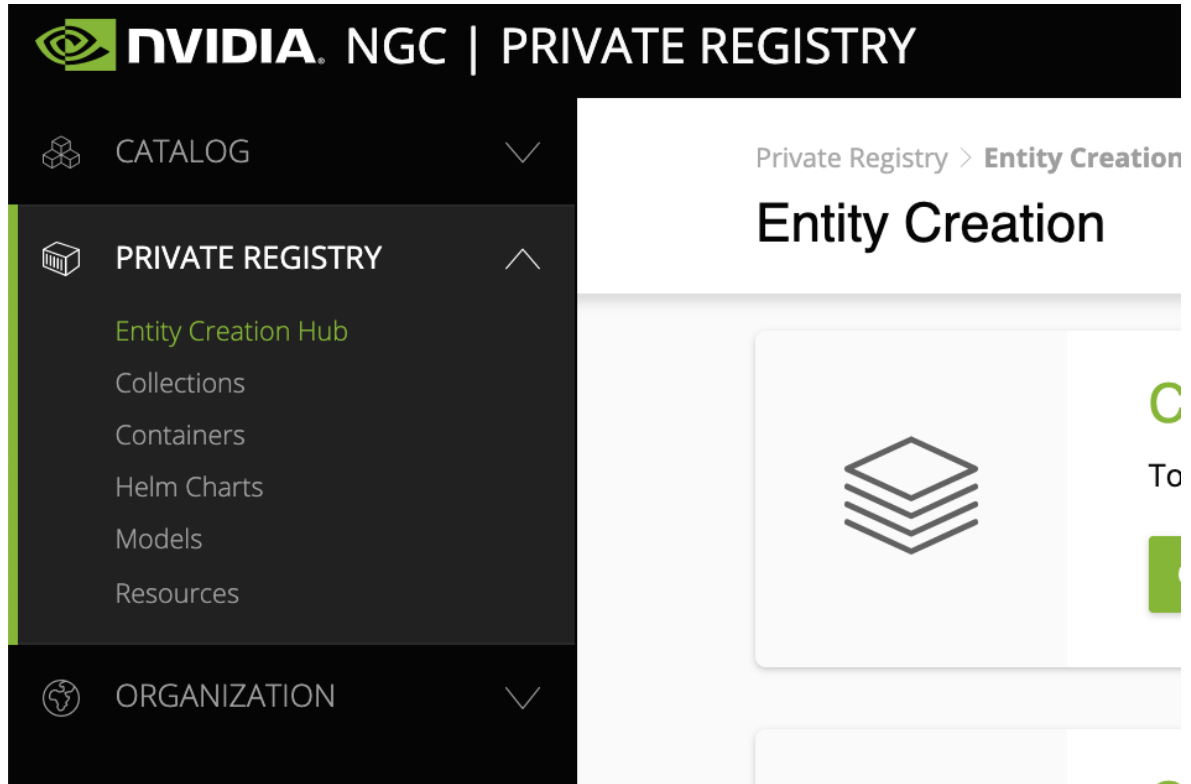 NVIDIA. NGC | PRIVATE REGISTRY
CATALOG
PRIVATE REGISTRY
Entity Creation Hub
Collections
Containers
Helm Charts
Models
Resources
ORGANIZATION
Private Registry > Entity Creation
Entity Creation
To